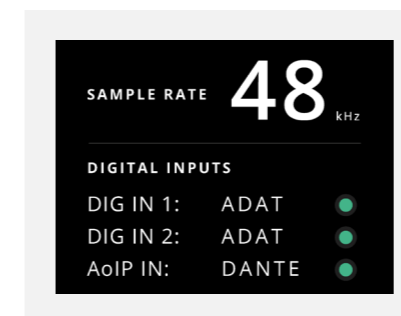 SAMPLE RATE 48 kHz
DIGITAL INPUTS
DIG IN 1: ADAT
DIG IN 2: ADAT
AoIP IN: DANTE